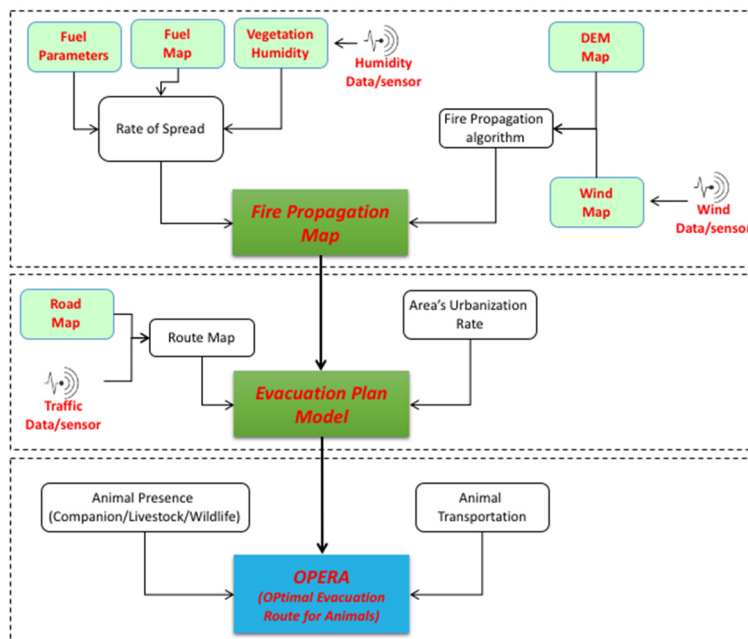 Fuel
Parameters
Fuel
Map
Vegetation
Humidity
Humidity
Data/sensor
DEM
Map
Rate of Spread
Fire Propagation
algorithm
Wind
Map
Wind
Data/sensor
Fire Propagation
Map
Road
Map
Route Map
Traffic
Data/sensor
Area's Urbanization
Rate
Evacuation Plan
Model
Animal Presence
(Companion/Livestock/Wildlife)
Animal
Transportation
OPERA
(OPtimal Evacuation
Route for Animals)